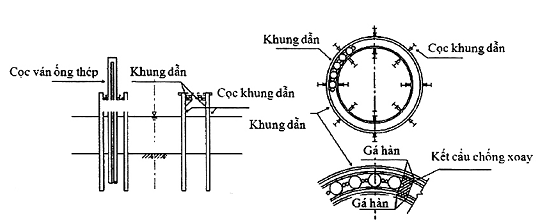 Cọc ván ống thép
Khung dẫn
Cọc khung dẫn
Khung dẫn
Cọc khung dẫn
Khung dẫn
Gá hàn
Kết cấu chống xoay
Gá hàn